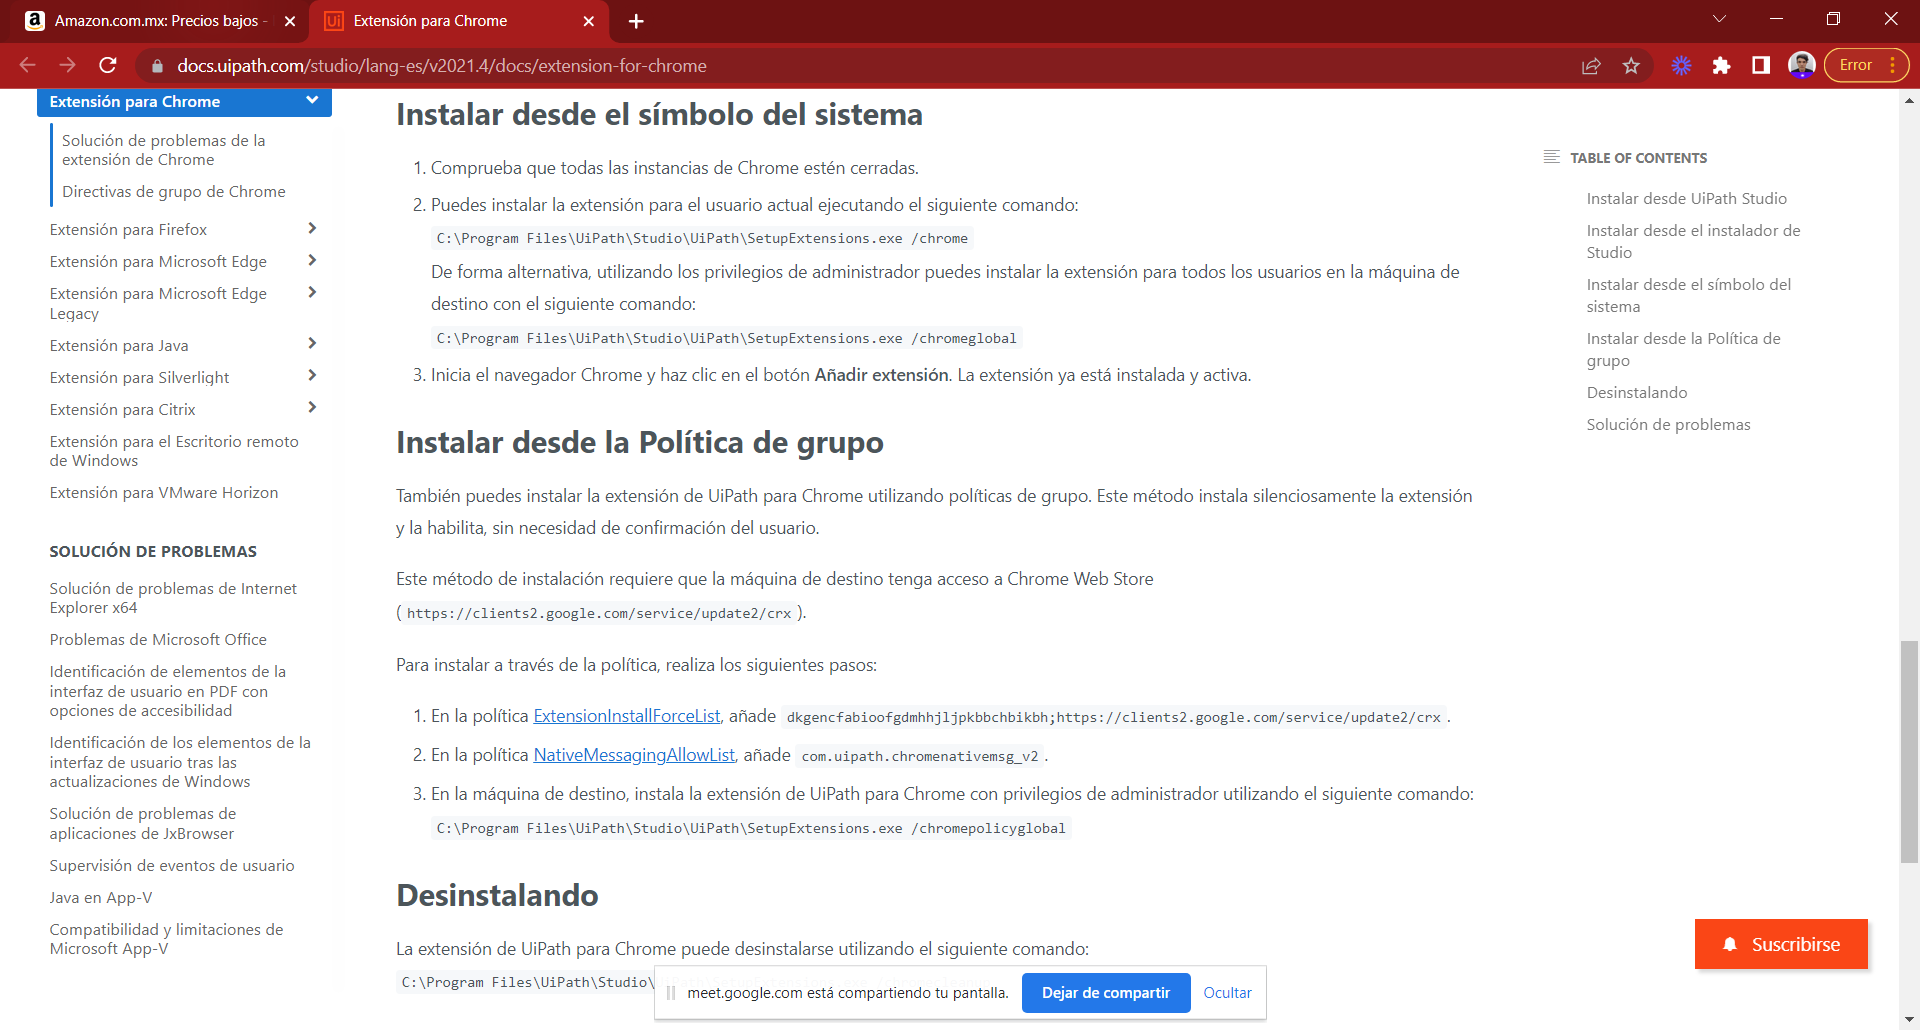 Amazon.com.mx: Precios bajos -
Extensión para Chrome
docs.uipath.com/studio/lang-es/v2021.4/docs/extension-for-chrome
Error
Extensión para Chrome
Solución de problemas de la
extensión de Chrome
Directivas de grupo de Chrome
Extensión para Firefox
Extensión para Microsoft Edge
Extensión para Microsoft Edge
Legacy
Extensión para Java
Extensión para Silverlight
Extensión para Citrix
Extensión para el Escritorio remoto
de Windows
Extensión para VMware Horizon
SOLUCIÓN DE PROBLEMAS
Solución de problemas de Internet
Explorer x64
Problemas de Microsoft Office
Identificación de elementos de la
interfaz de usuario en PDF con
opciones de accesibilidad
Identificación de los elementos de la
interfaz de usuario tras las
actualizaciones de Windows
Solución de problemas de
aplicaciones de JxBrowser
Supervisión de eventos de usuario
Java en App-V
Compatibilidad y limitaciones de
Microsoft App-V
Instalar desde el símbolo del sistema
1. Comprueba que todas las instancias de Chrome estén cerradas.
2. Puedes instalar la extensión para el usuario actual ejecutando el siguiente comando:
C:\Program Files\UiPath\Studio\UiPath\SetupExtensions.exe /chrome
De forma alternativa, utilizando los privilegios de administrador puedes instalar la extensión para todos los usuarios en la máquina de
destino con el siguiente comando:
C:\Program Files\UiPath\Studio\UiPath\SetupExtensions.exe /chromeglobal
3. Inicia el navegador Chrome y haz clic en el botón Añadir extensión. La extensión ya está instalada y activa.
Instalar desde la Política de grupo
También puedes instalar la extensión de UiPath para Chrome utilizando políticas de grupo. Este método instala silenciosamente la extensión
y la habilita, sin necesidad de confirmación del usuario.
Este método de instalación requiere que la máquina de destino tenga acceso a Chrome Web Store
( https://clients2.google.com/service/update2/crx ).
Para instalar a través de la política, realiza los siguientes pasos:
1. En la política ExtensionInstallForceList, añade dkgencfabioofgdmhhjljpkbbchbikbh;https://clients2.google.com/service/update2/crx .
2. En la política NativeMessagingAllowList, añade com.uipath.chromenativemsg_v2 .
3. En la máquina de destino, instala la extensión de UiPath para Chrome con privilegios de administrador utilizando el siguiente comando:
C:\Program Files\UiPath\Studio\UiPath\SetupExtensions.exe /chromepolicyglobal
Desinstalando
La extensión de UiPath para Chrome puede desinstalarse utilizando el siguiente comando:
C:\Program Files\UiPath\Studio\
TABLE OF CONTENTS
Instalar desde UiPath Studio
Instalar desde el instalador de
Studio
Instalar desde el símbolo del
sistema
Instalar desde la Política de
grupo
Desinstalando
Solución de problemas
Suscribirse
meet.google.com está compartiendo tu pantalla.
Dejar de compartir
Ocultar